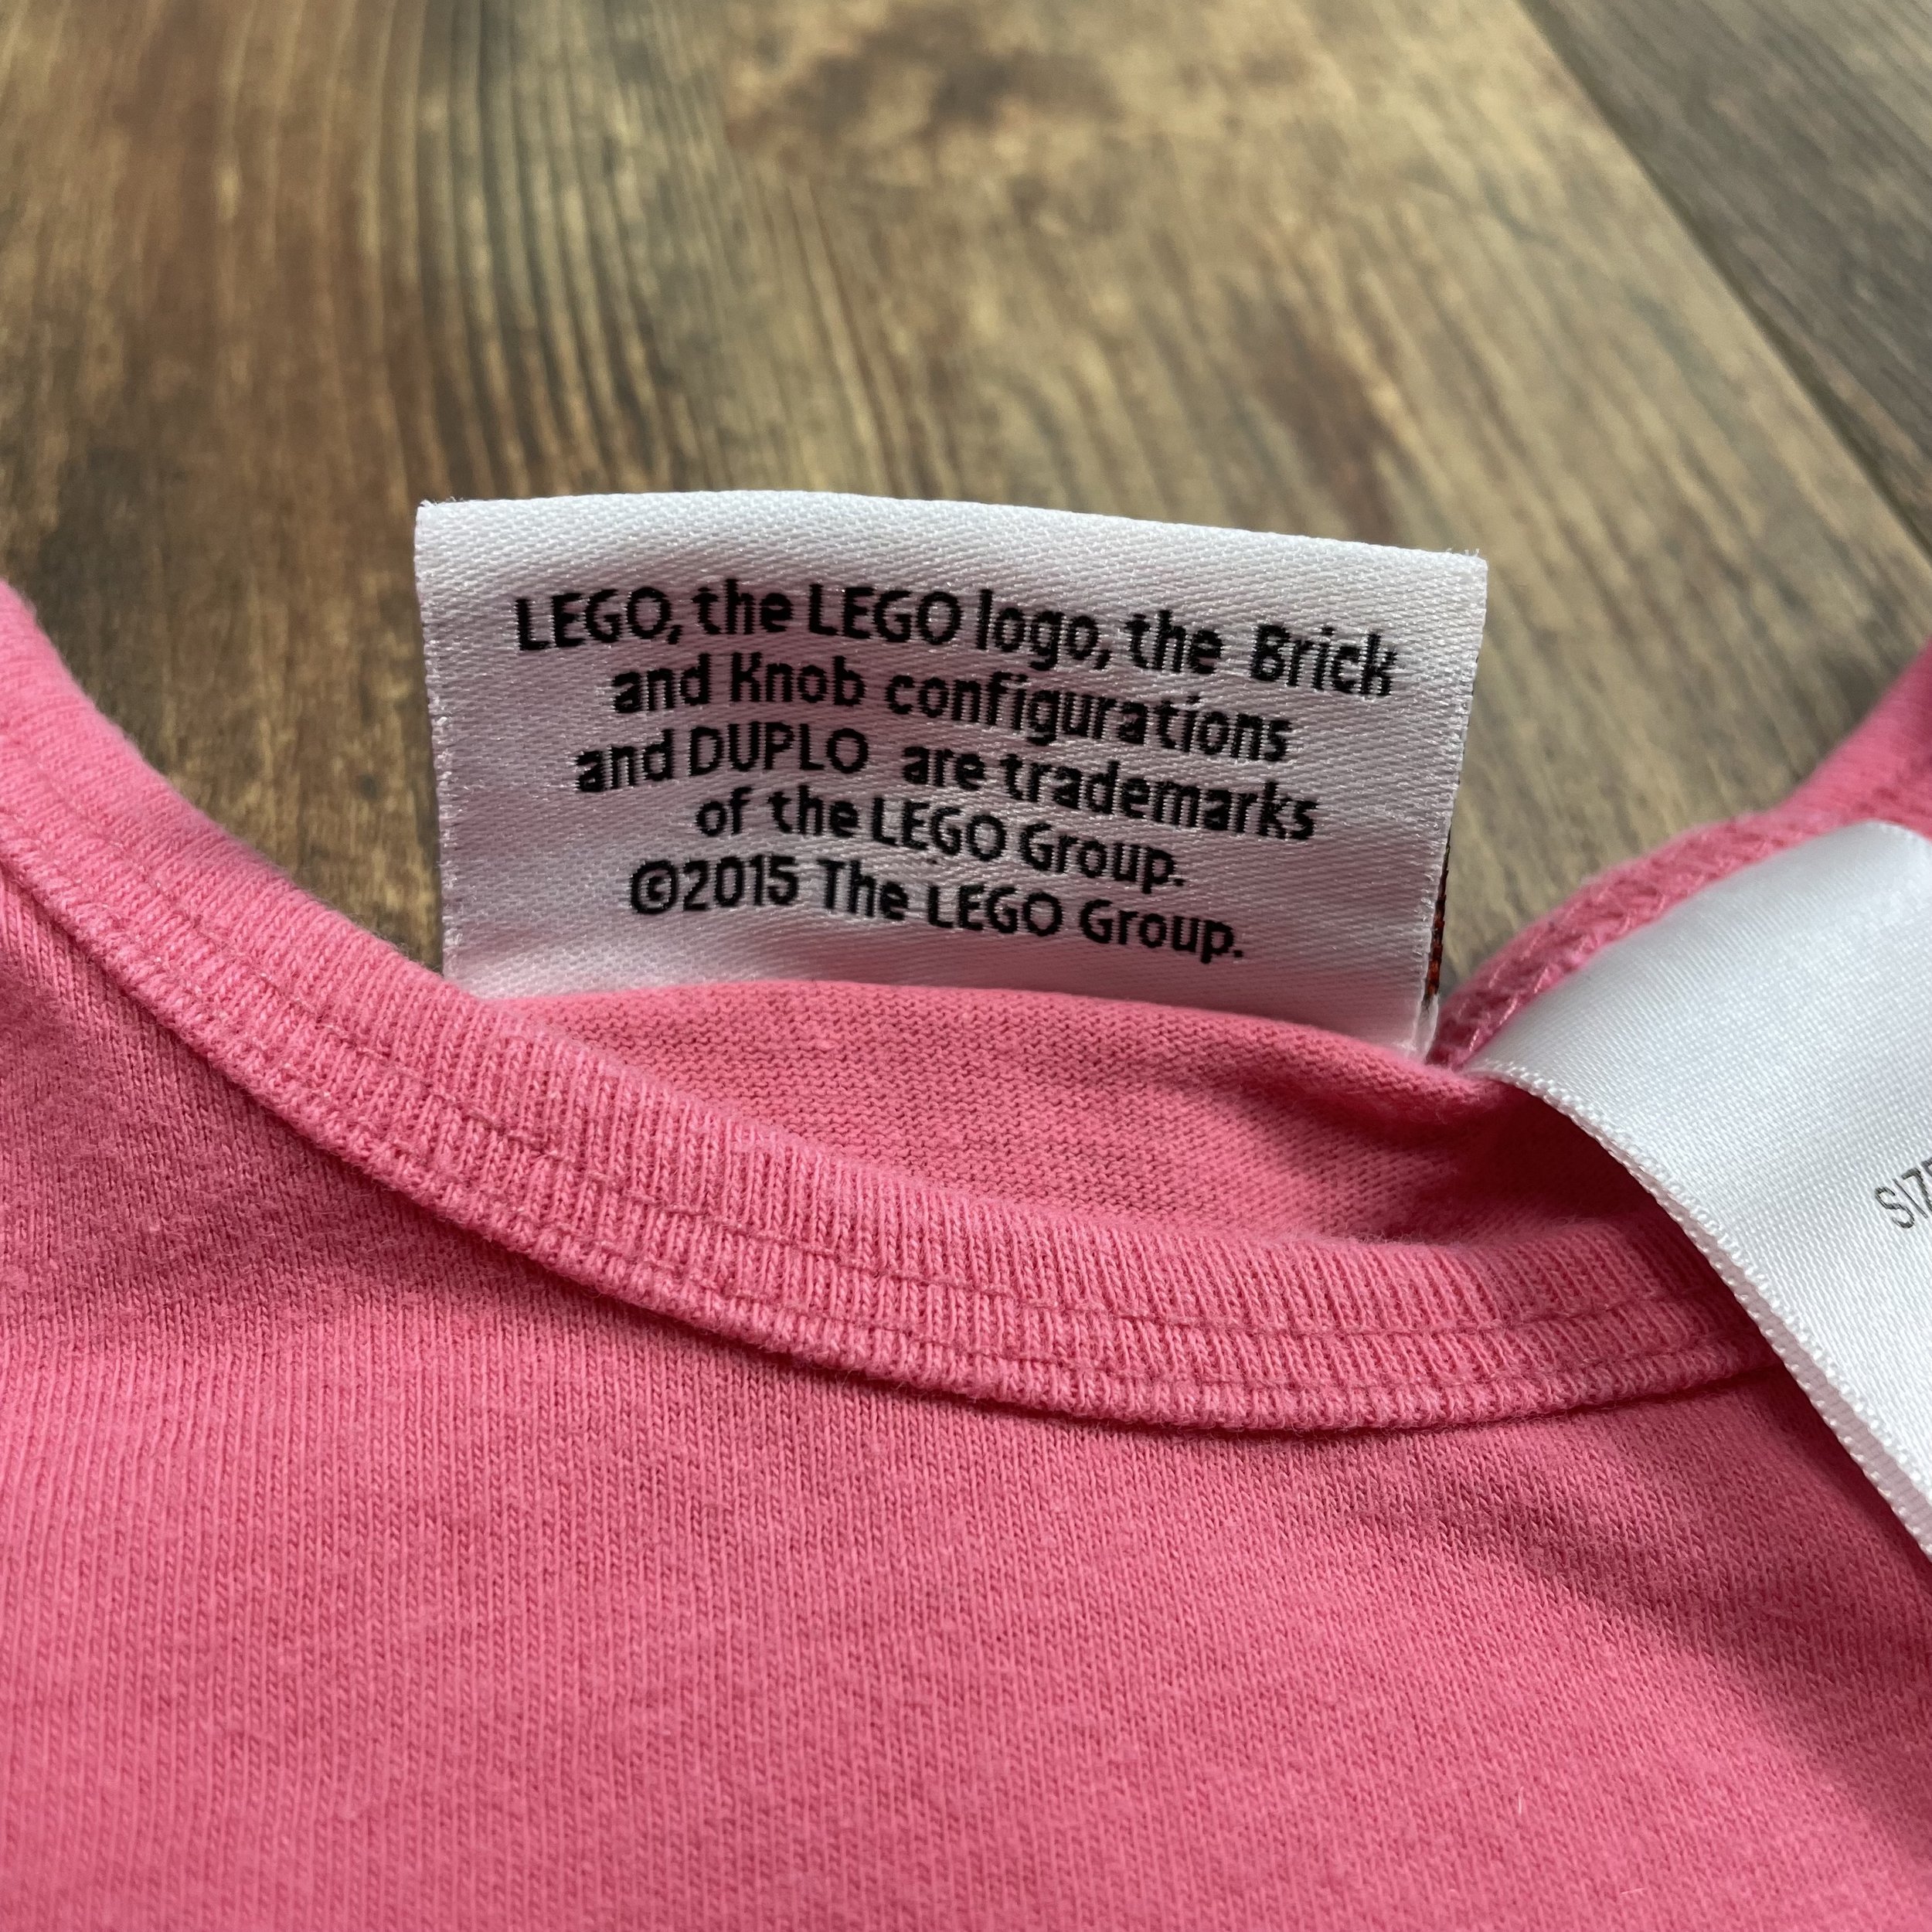 LEGO, the LEGO logo, the Brick
and Knob configurations
and DUPLO are trademarks
of the LEGO Group.
©2015 The LEGO Group.